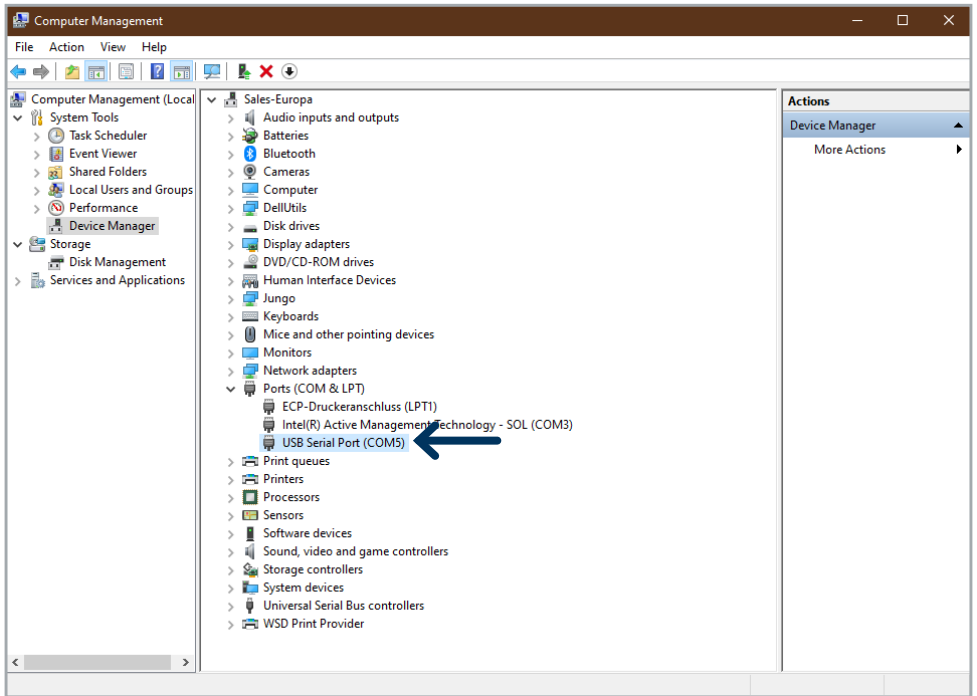 Computer Management
File Action View Help
Computer Management (Local
System Tools
Task Scheduler
Event Viewer
Shared Folders
Local Users and Groups
Performance
Device Manager
Storage
Disk Management
Services and Applications
Sales-Europa
Audio inputs and outputs
Batteries
Bluetooth
Cameras
Computer
DellUtils
Disk drives
Display adapters
DVD/CD-ROM drives
Human Interface Devices
Jungo
Keyboards
Mice and other pointing devices
Monitors
Network adapters
Ports (COM & LPT)
ECP-Druckeranschluss (LPT1)
Intel(R) Active Management Technology - SOL (COM3)
USB Serial Port (COM5)
Print queues
Printers
Processors
Sensors
Software devices
Sound, video and game controllers
Storage controllers
System devices
Universal Serial Bus controllers
WSD Print Provider
Actions
Device Manager
More Actions